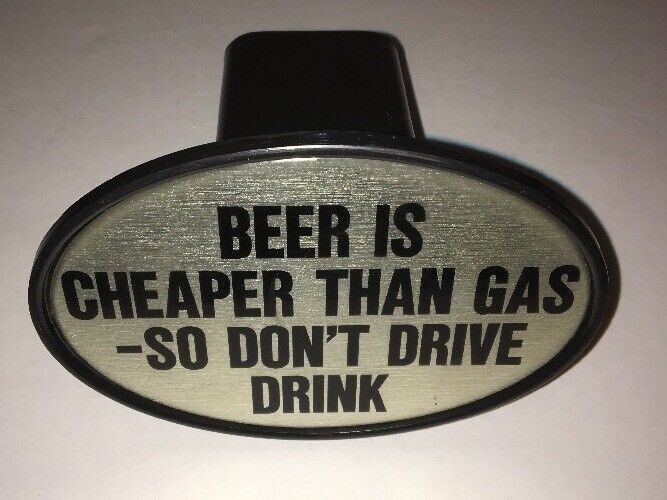 BEER IS
CHEAPER THAN GAS
-SO DON'T DRIVE
DRINK